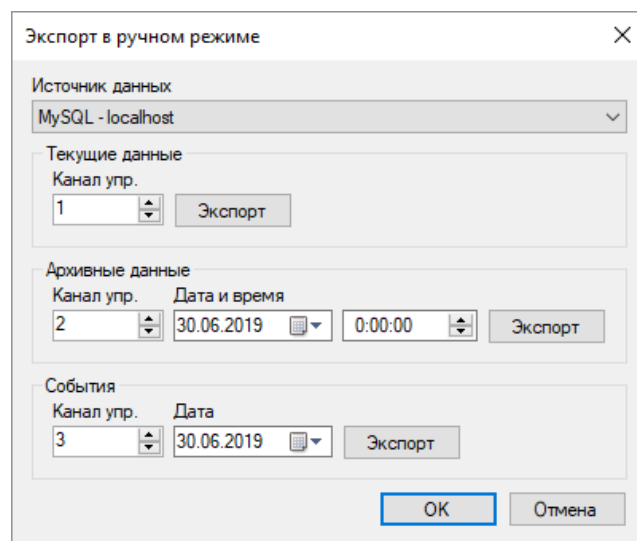 Экспорт в ручном режиме
Источник данных
MySQL - localhost
Текущие данные
Канал упр.
1 Экспорт
Архивные данные
Канал упр. Дата и время
2 30.06.2019 0:00:00 Экспорт
События
Канал упр. Дата
3 30.06.2019 Экспорт
OK Отмена